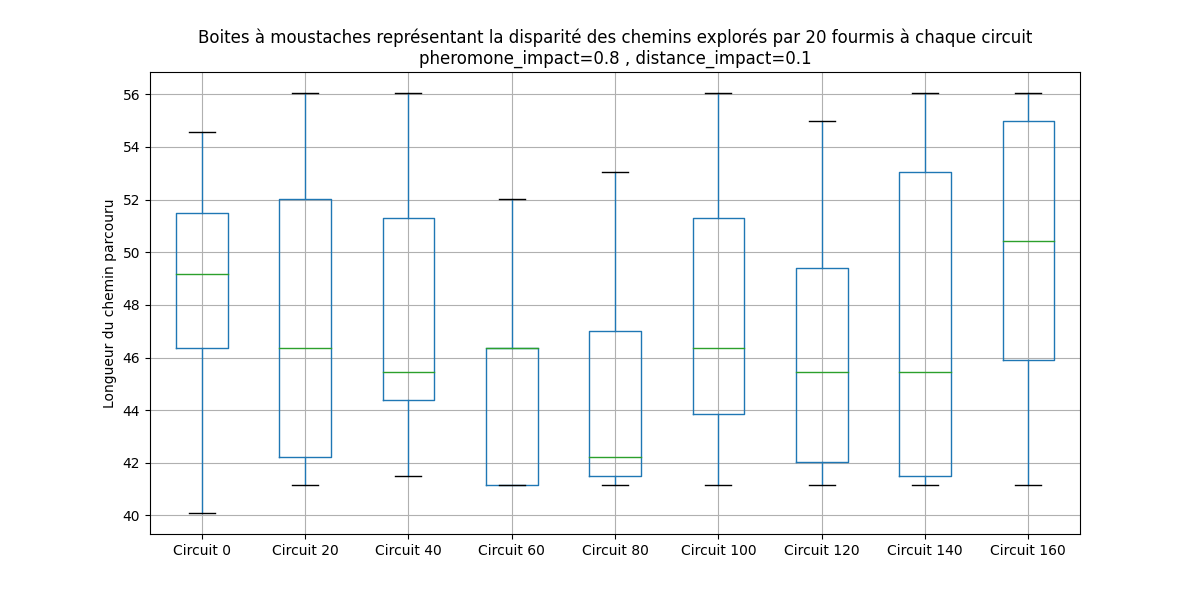 Boites à moustaches représentant la disparité des chemins explorés par 20 fourmis à chaque circuit
pheromone_impact=0.8 , distance_impact=0.1
Longueur du chemin parcouru
56
54
52
50
48
46
44
42
40
Circuit 0
Circuit 20
Circuit 40
Circuit 60
Circuit 80
Circuit 100
Circuit 120
Circuit 140
Circuit 160